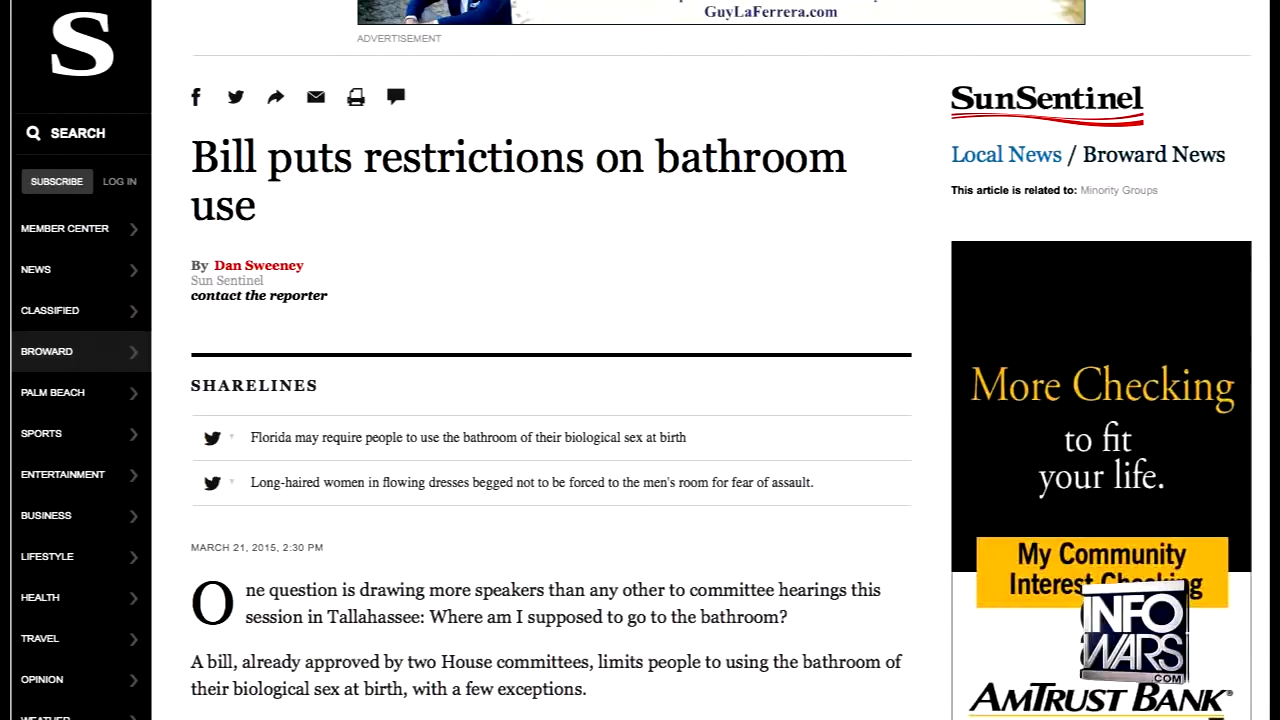 GuyLaFerrera.com
ADVERTISEMENT
S
SEARCH
SUBSCRIBE LOG IN
MEMBER CENTER
NEWS
CLASSIFIED
BROWARD
PALM BEACH
SPORTS
ENTERTAINMENT
BUSINESS
LIFESTYLE
HEALTH
TRAVEL
OPINION
WEATHER
Bill puts restrictions on bathroom
use
By Dan Sweeney
Sun Sentinel
contact the reporter
SHARELINES
Florida may require people to use the bathroom of their biological sex at birth
Long-haired women in flowing dresses begged not to be forced to the men's room for fear of assault.
MARCH 21, 2015, 2:30 PM
One question is drawing more speakers than any other to committee hearings this
session in Tallahassee: Where am I supposed to go to the bathroom?
A bill, already approved by two House committees, limits people to using the bathroom of
their biological sex at birth, with a few exceptions.
SunSentinel
Local News / Broward News
This article is related to: Minority Groups
More Checking
to fit
your life.
My Community
Interest Checking
INFO
WARS
.COM
AMTRUST BANK®